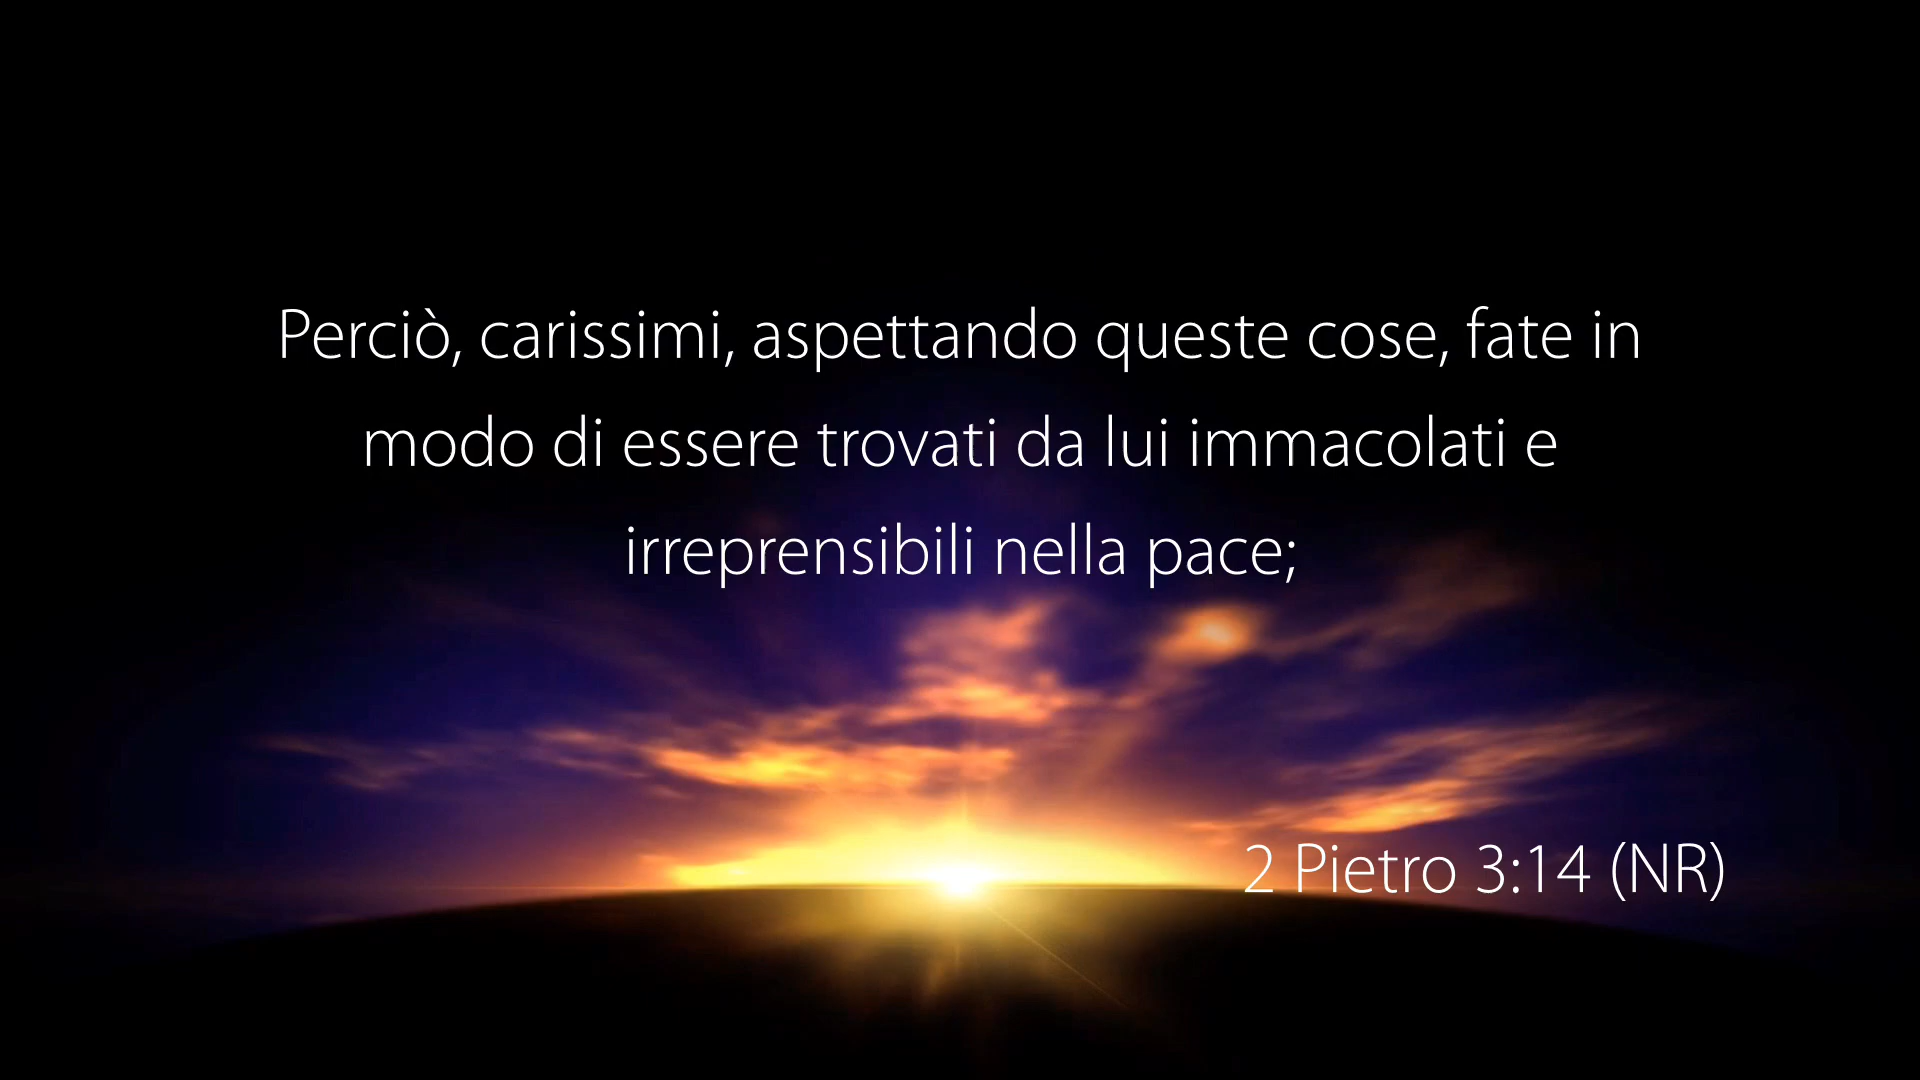 Perciò, carissimi, aspettando queste cose, fate in
modo di essere trovati da lui immacolati e
irreprensibili nella pace;
2 Pietro 3:14 (NR)